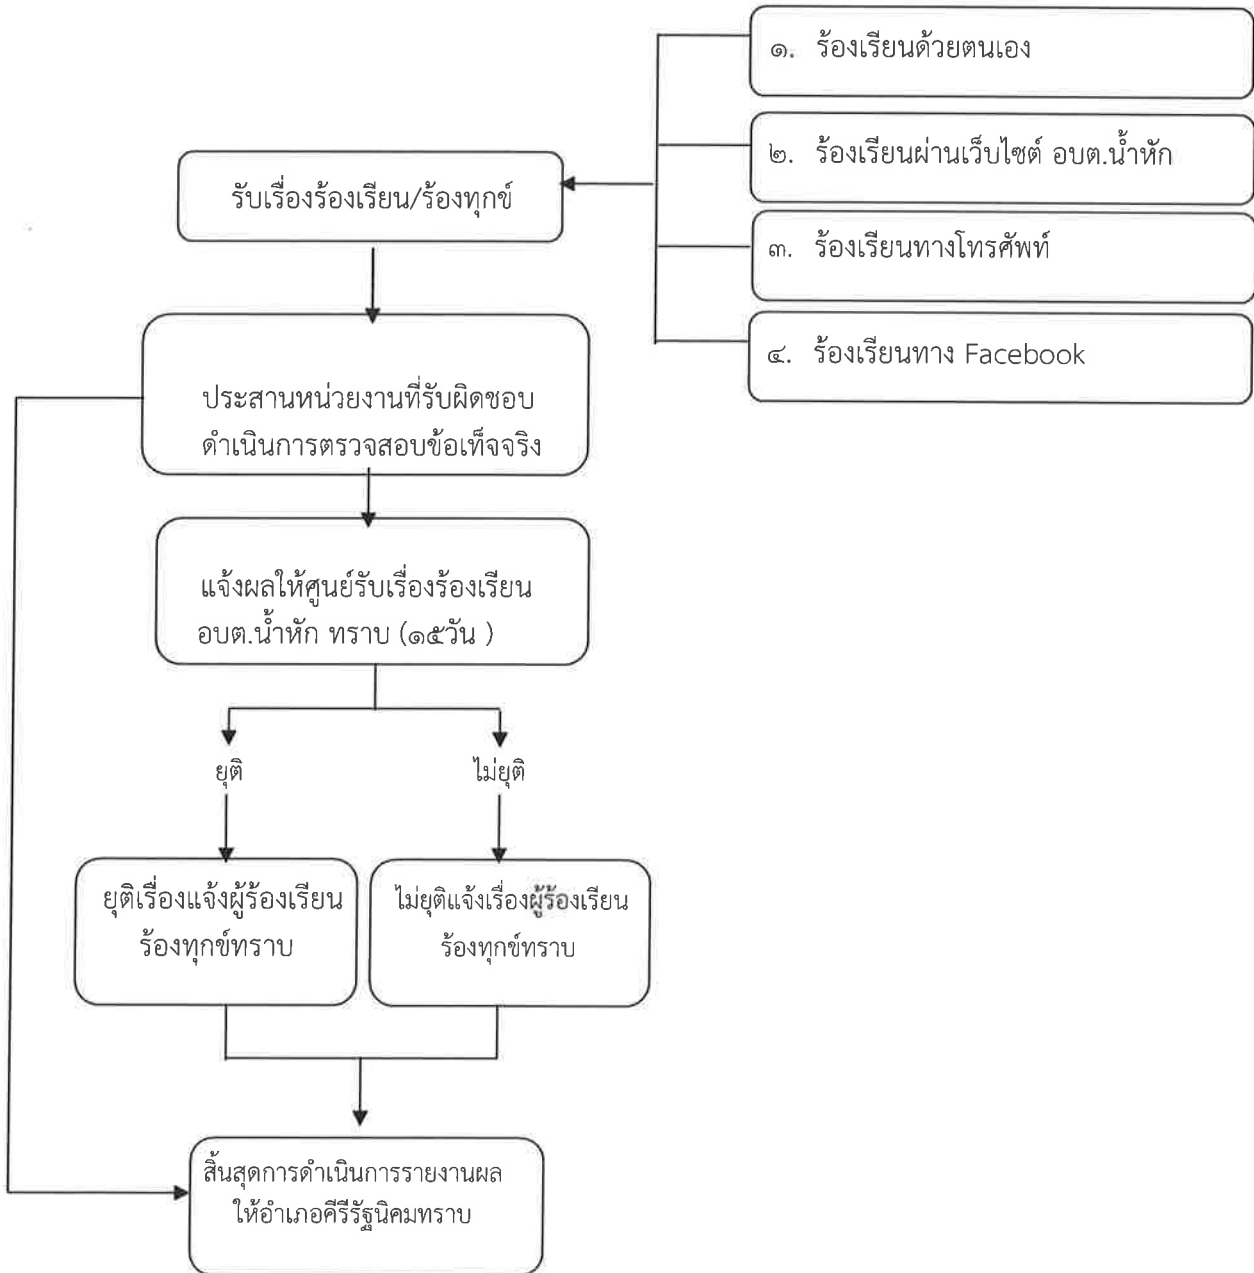 ๑. ร้องเรียนด้วยตนเอง
๒. ร้องเรียนผ่านเว็บไซต์ อบต.น้ำหัก
รับเรื่องร้องเรียน/ร้องทุกข์
๓. ร้องเรียนทางโทรศัพท์
๔. ร้องเรียนทาง Facebook
ประสานหน่วยงานที่รับผิดชอบ
ดำเนินการตรวจสอบข้อเท็จจริง
แจ้งผลให้ศูนย์รับเรื่องร้องเรียน
อบต.น้ำหัก ทราบ (๑๕วัน )
ยุติ
ไม่ยุติ
ยุติเรื่องแจ้งผู้ร้องเรียน
ร้องทุกข์ทราบ
ไม่ยุติแจ้งเรื่องผู้ร้องเรียน
ร้องทุกข์ทราบ
สิ้นสุดการดำเนินการรายงานผล
ให้อำเภอคีรีรัฐนิคมทราบ